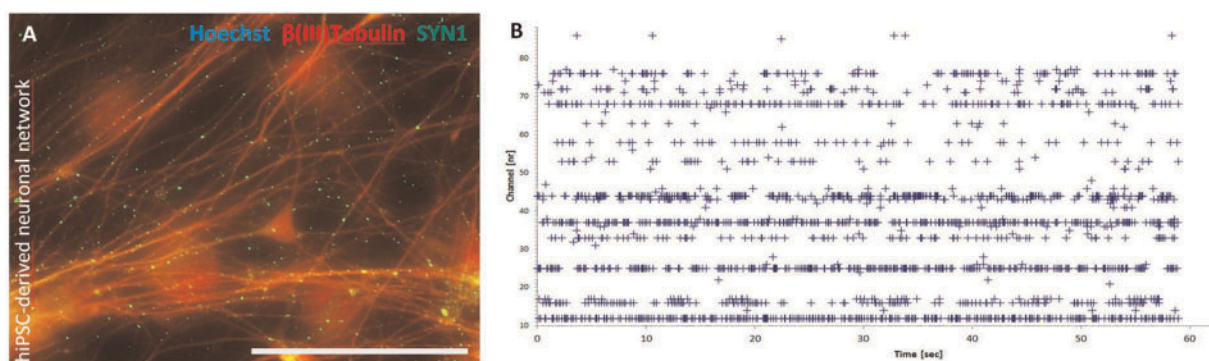 A
Hoechst β(III)Tubulin SYN1
hiPSC-derived neuronal network
B
Channel [nr]
80
70
60
50
40
30
20
10
0 10 20 30 40 50 60
Time [sec]